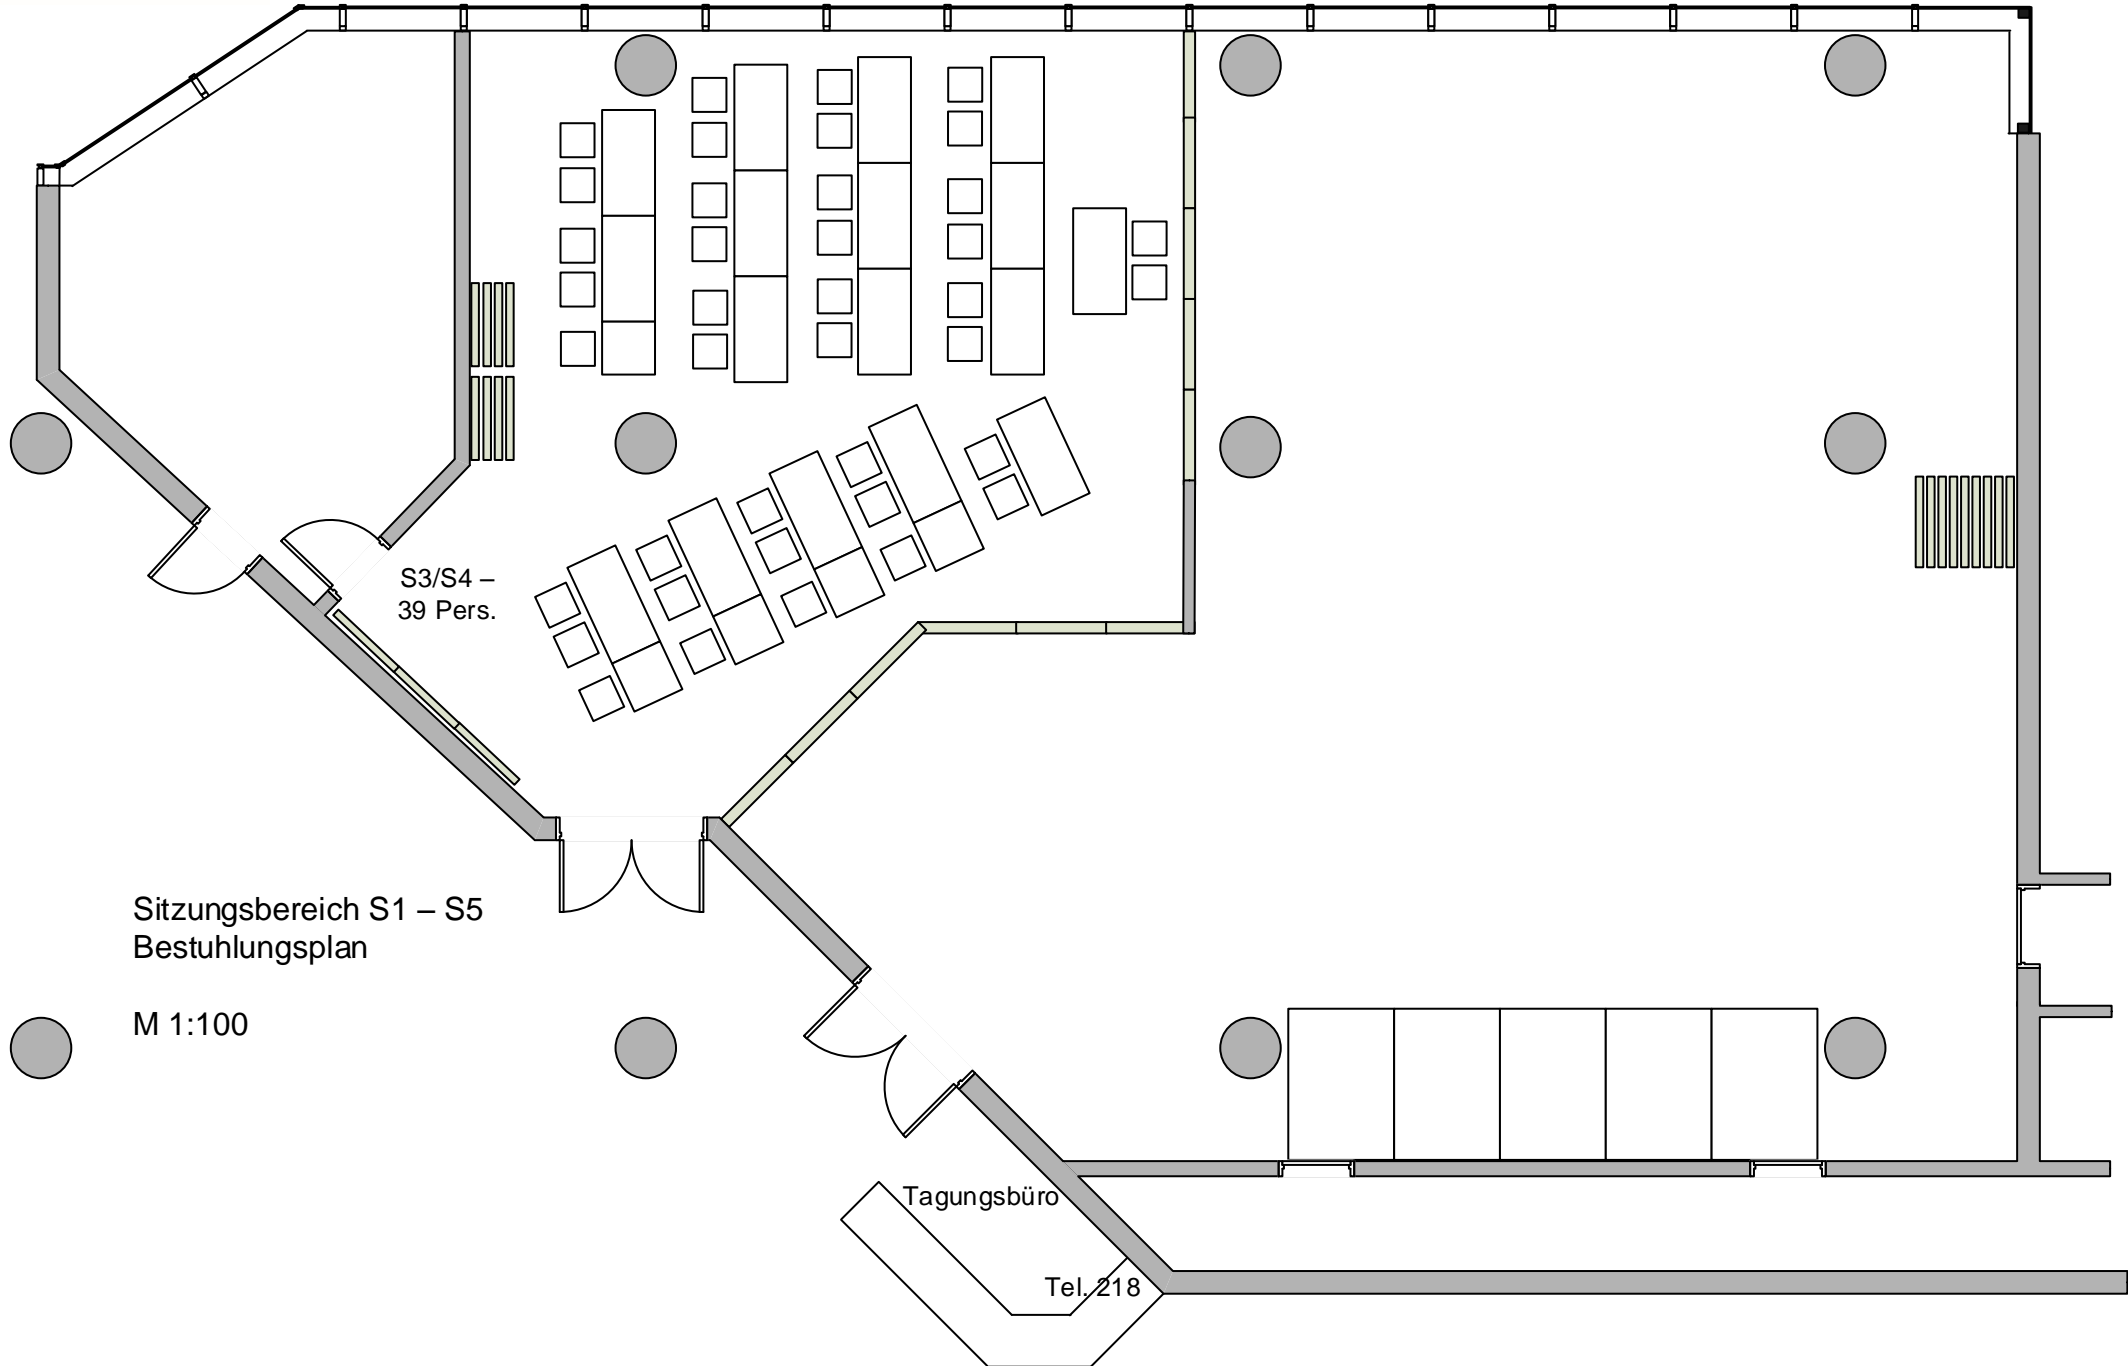 S3/S4 –
39 Pers.
Sitzungsbereich S1 – S5
Bestuhlungsplan
M 1:100
Tagungsbüro
Tel. 218